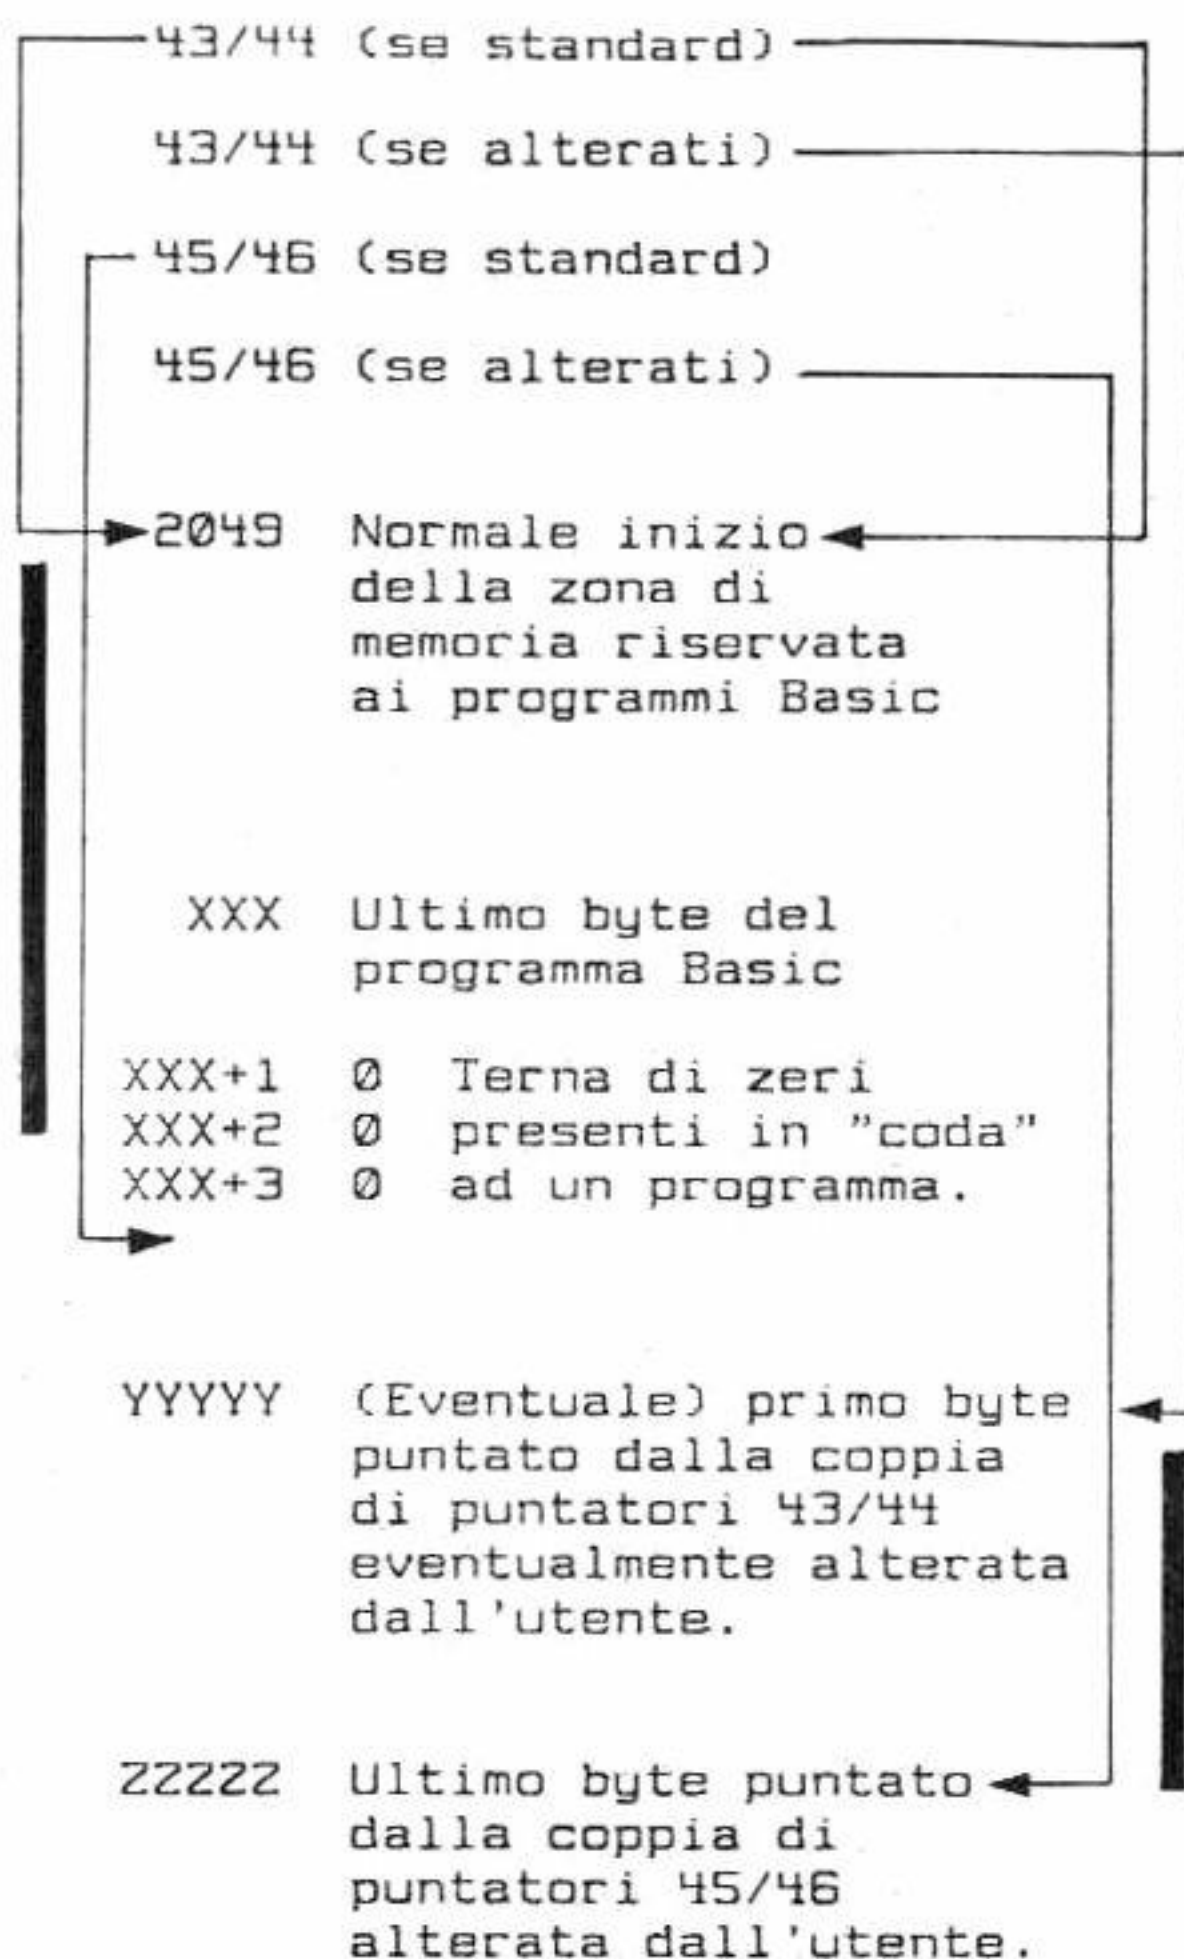 43/44 (se standard)
43/44 (se alterati)
45/46 (se standard)
45/46 (se alterati)
2049 Normale inizio
della zona di
memoria riservata
ai programmi Basic
XXX Ultimo byte del
programma Basic
XXX+1 0 Terna di zeri
XXX+2 0 presenti in "coda"
XXX+3 0 ad un programma.
YYYYY (Eventuale) primo byte
puntato dalla coppia
di puntatori 43/44
eventualmente alterata
dall'utente.
ZZZZZ Ultimo byte puntato
dalla coppia di
puntatori 45/46
alterata dall'utente.